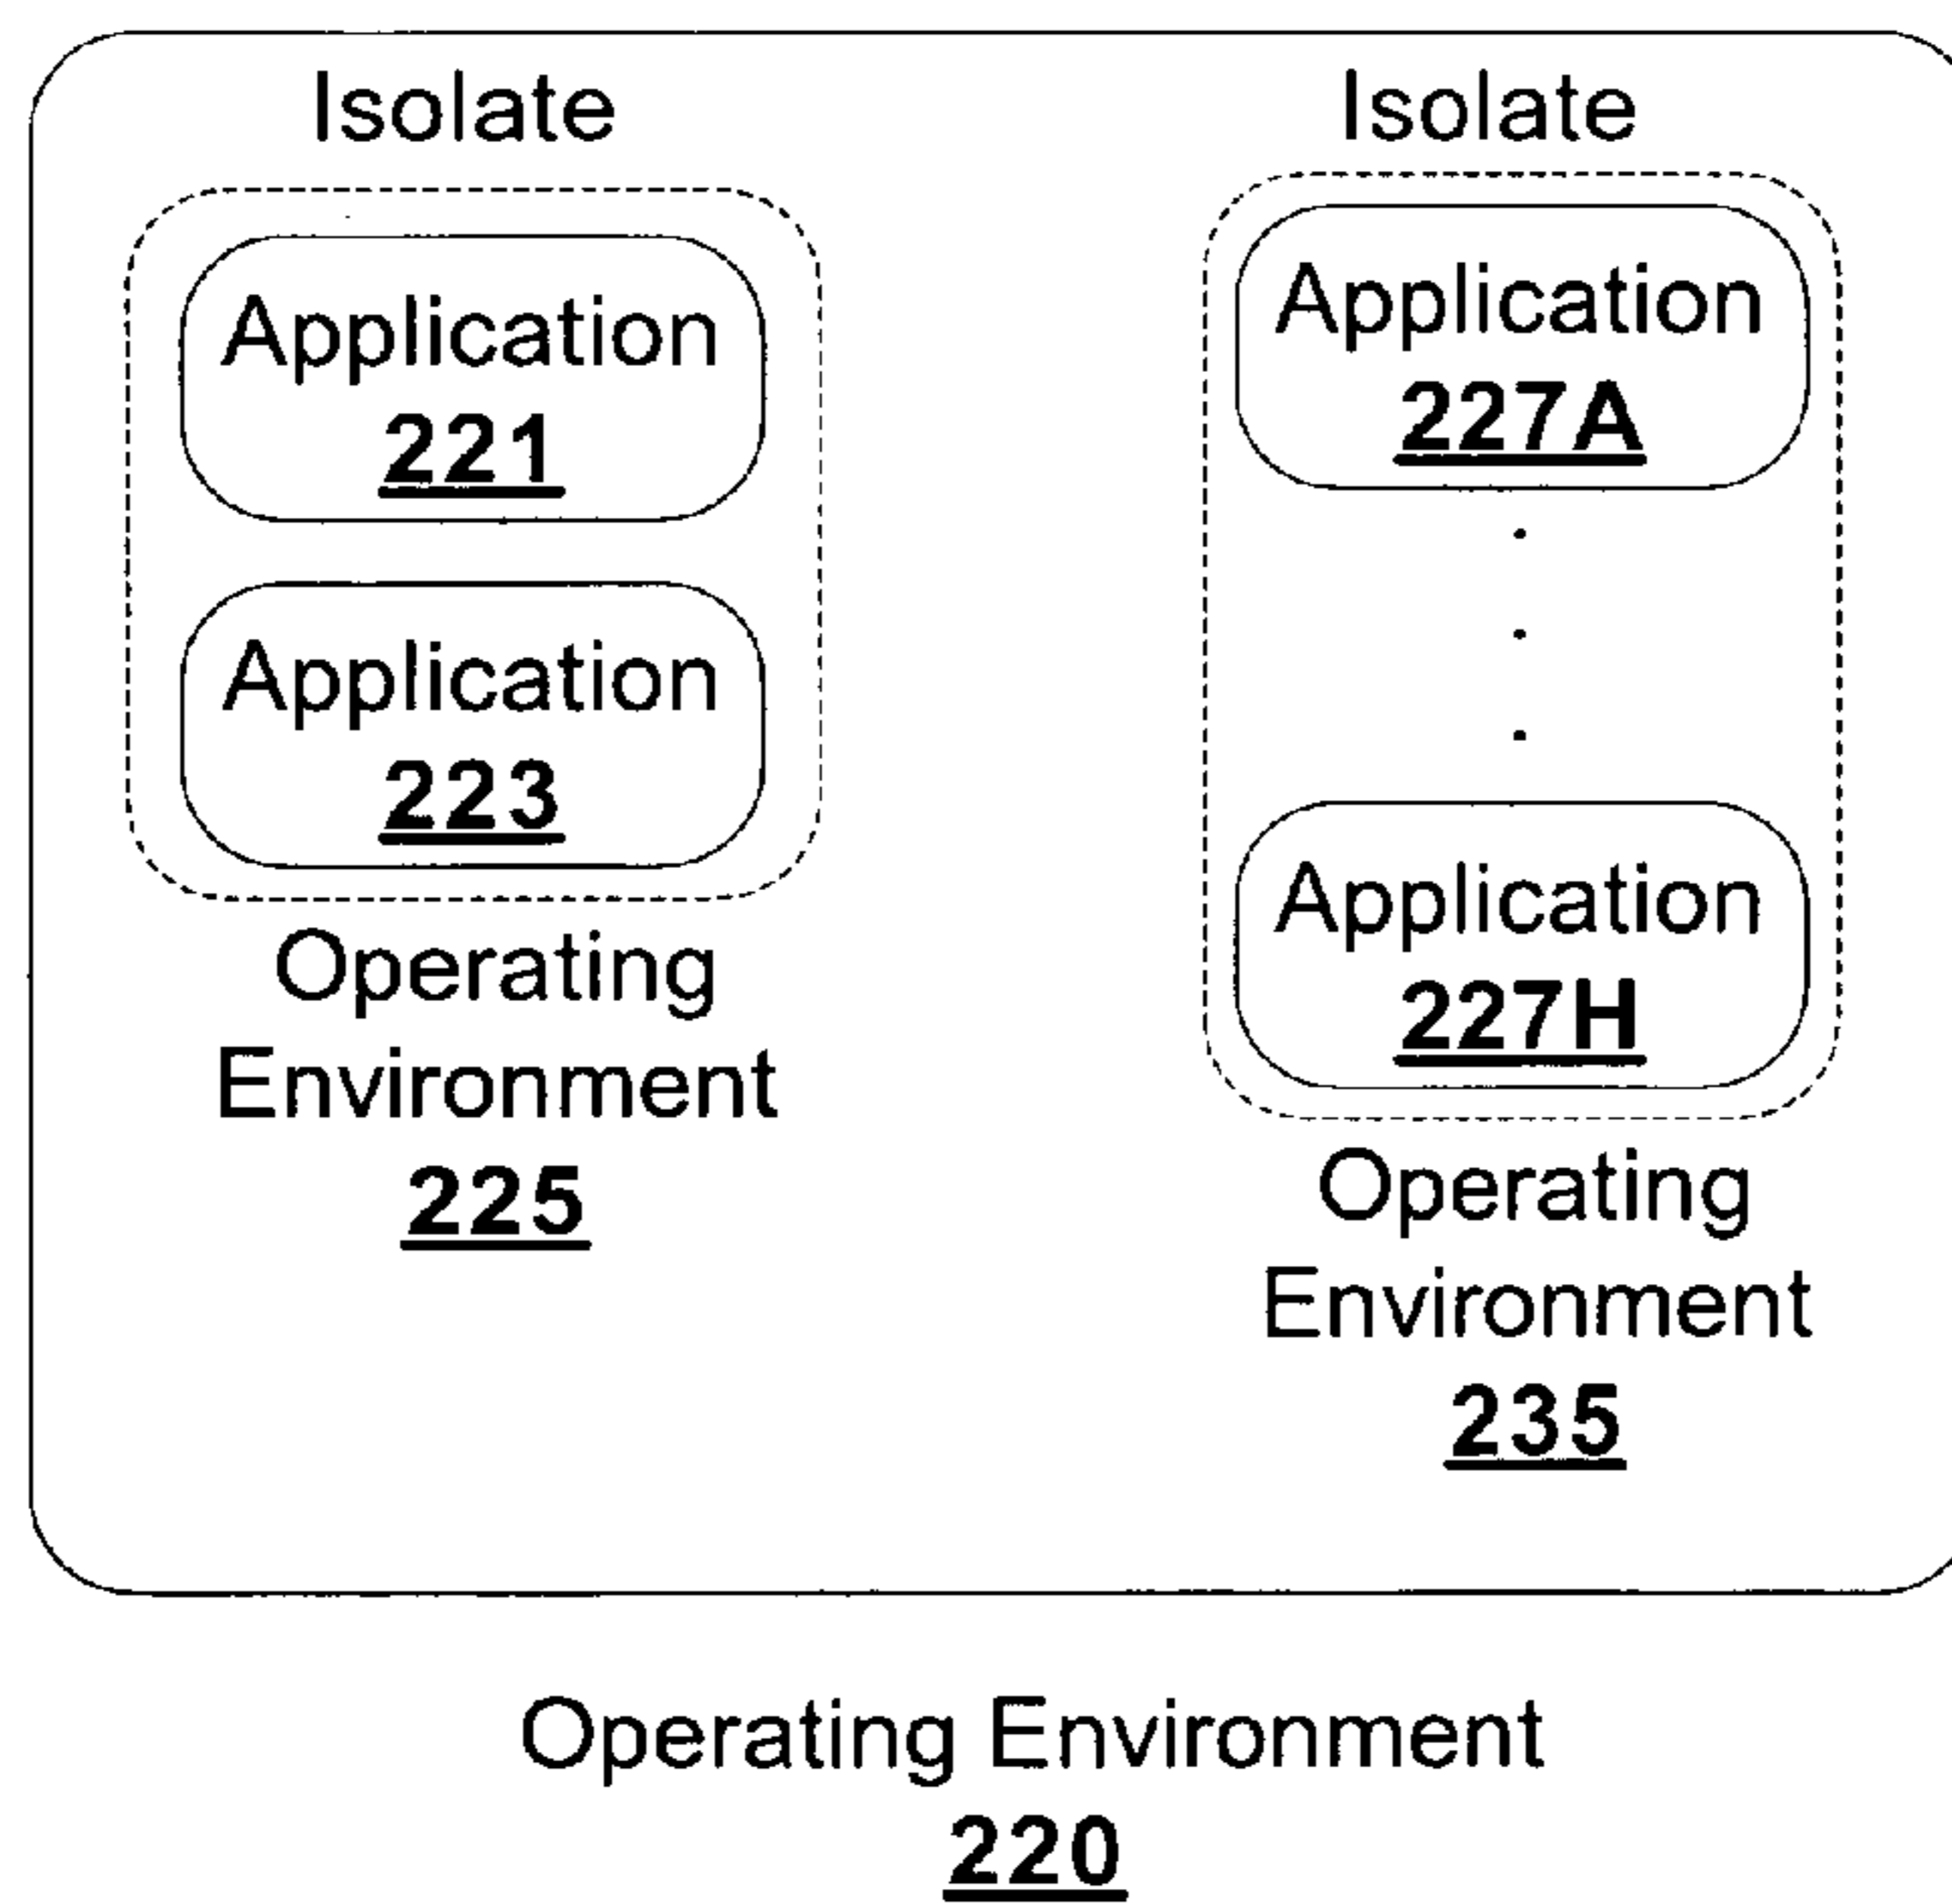 Isolate
Application
221
Application
223
Operating
Environment
225
Isolate
Application
227A
Application
227H
Operating
Environment
235
Operating Environment
220